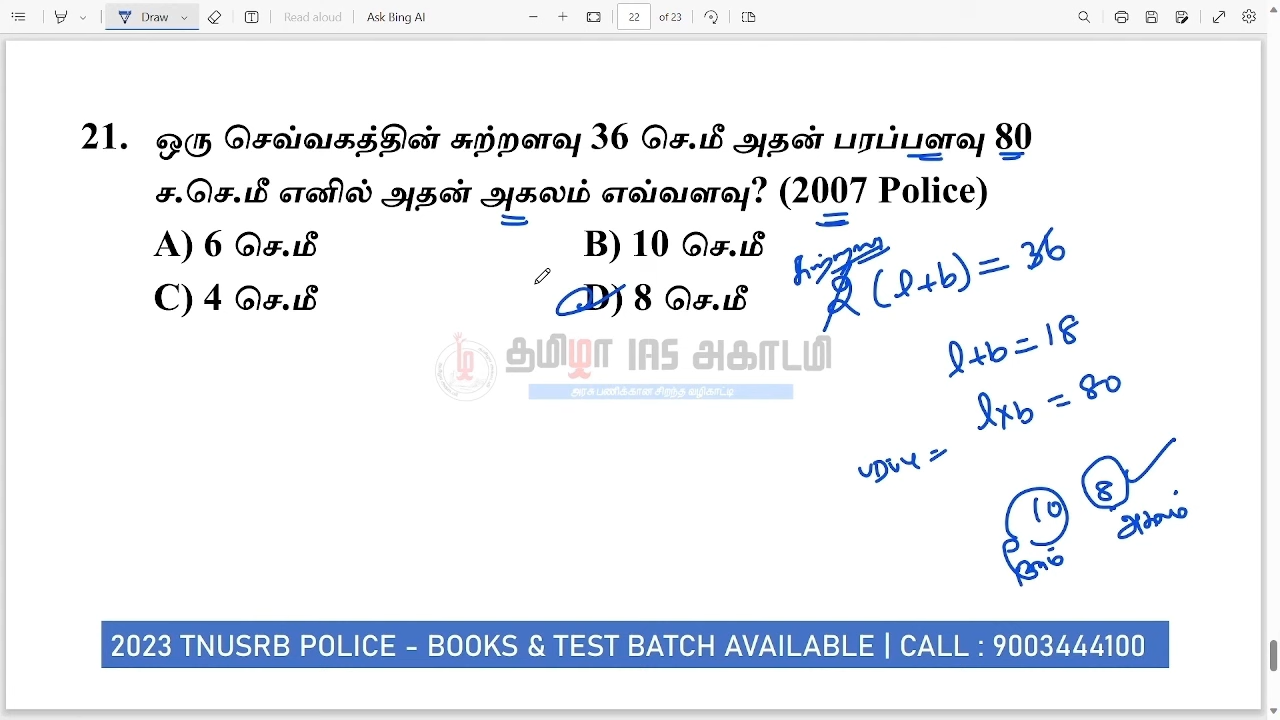 Draw
Read aloud
Ask Bing AI
22 of 23
21. ஒரு செவ்வகத்தின் சுற்றளவு 36 செ.மீ அதன் பரப்பளவு 80
ச.செ.மீ எனில் அதன் அகலம் எவ்வளவு? (2007 Police)
A) 6 செ.மீ B) 10 செ.மீ
C) 4 செ.மீ D) 8 செ.மீ
2 (l+b) = 36
l+b = 18
l×b = 80
10 8
நீளம் அகலம்
தமிழா IAS அகாடமி
அரசு பணிக்கான சிறந்த வழிகாட்டி
2023 TNUSRB POLICE - BOOKS & TEST BATCH AVAILABLE | CALL : 9003444100